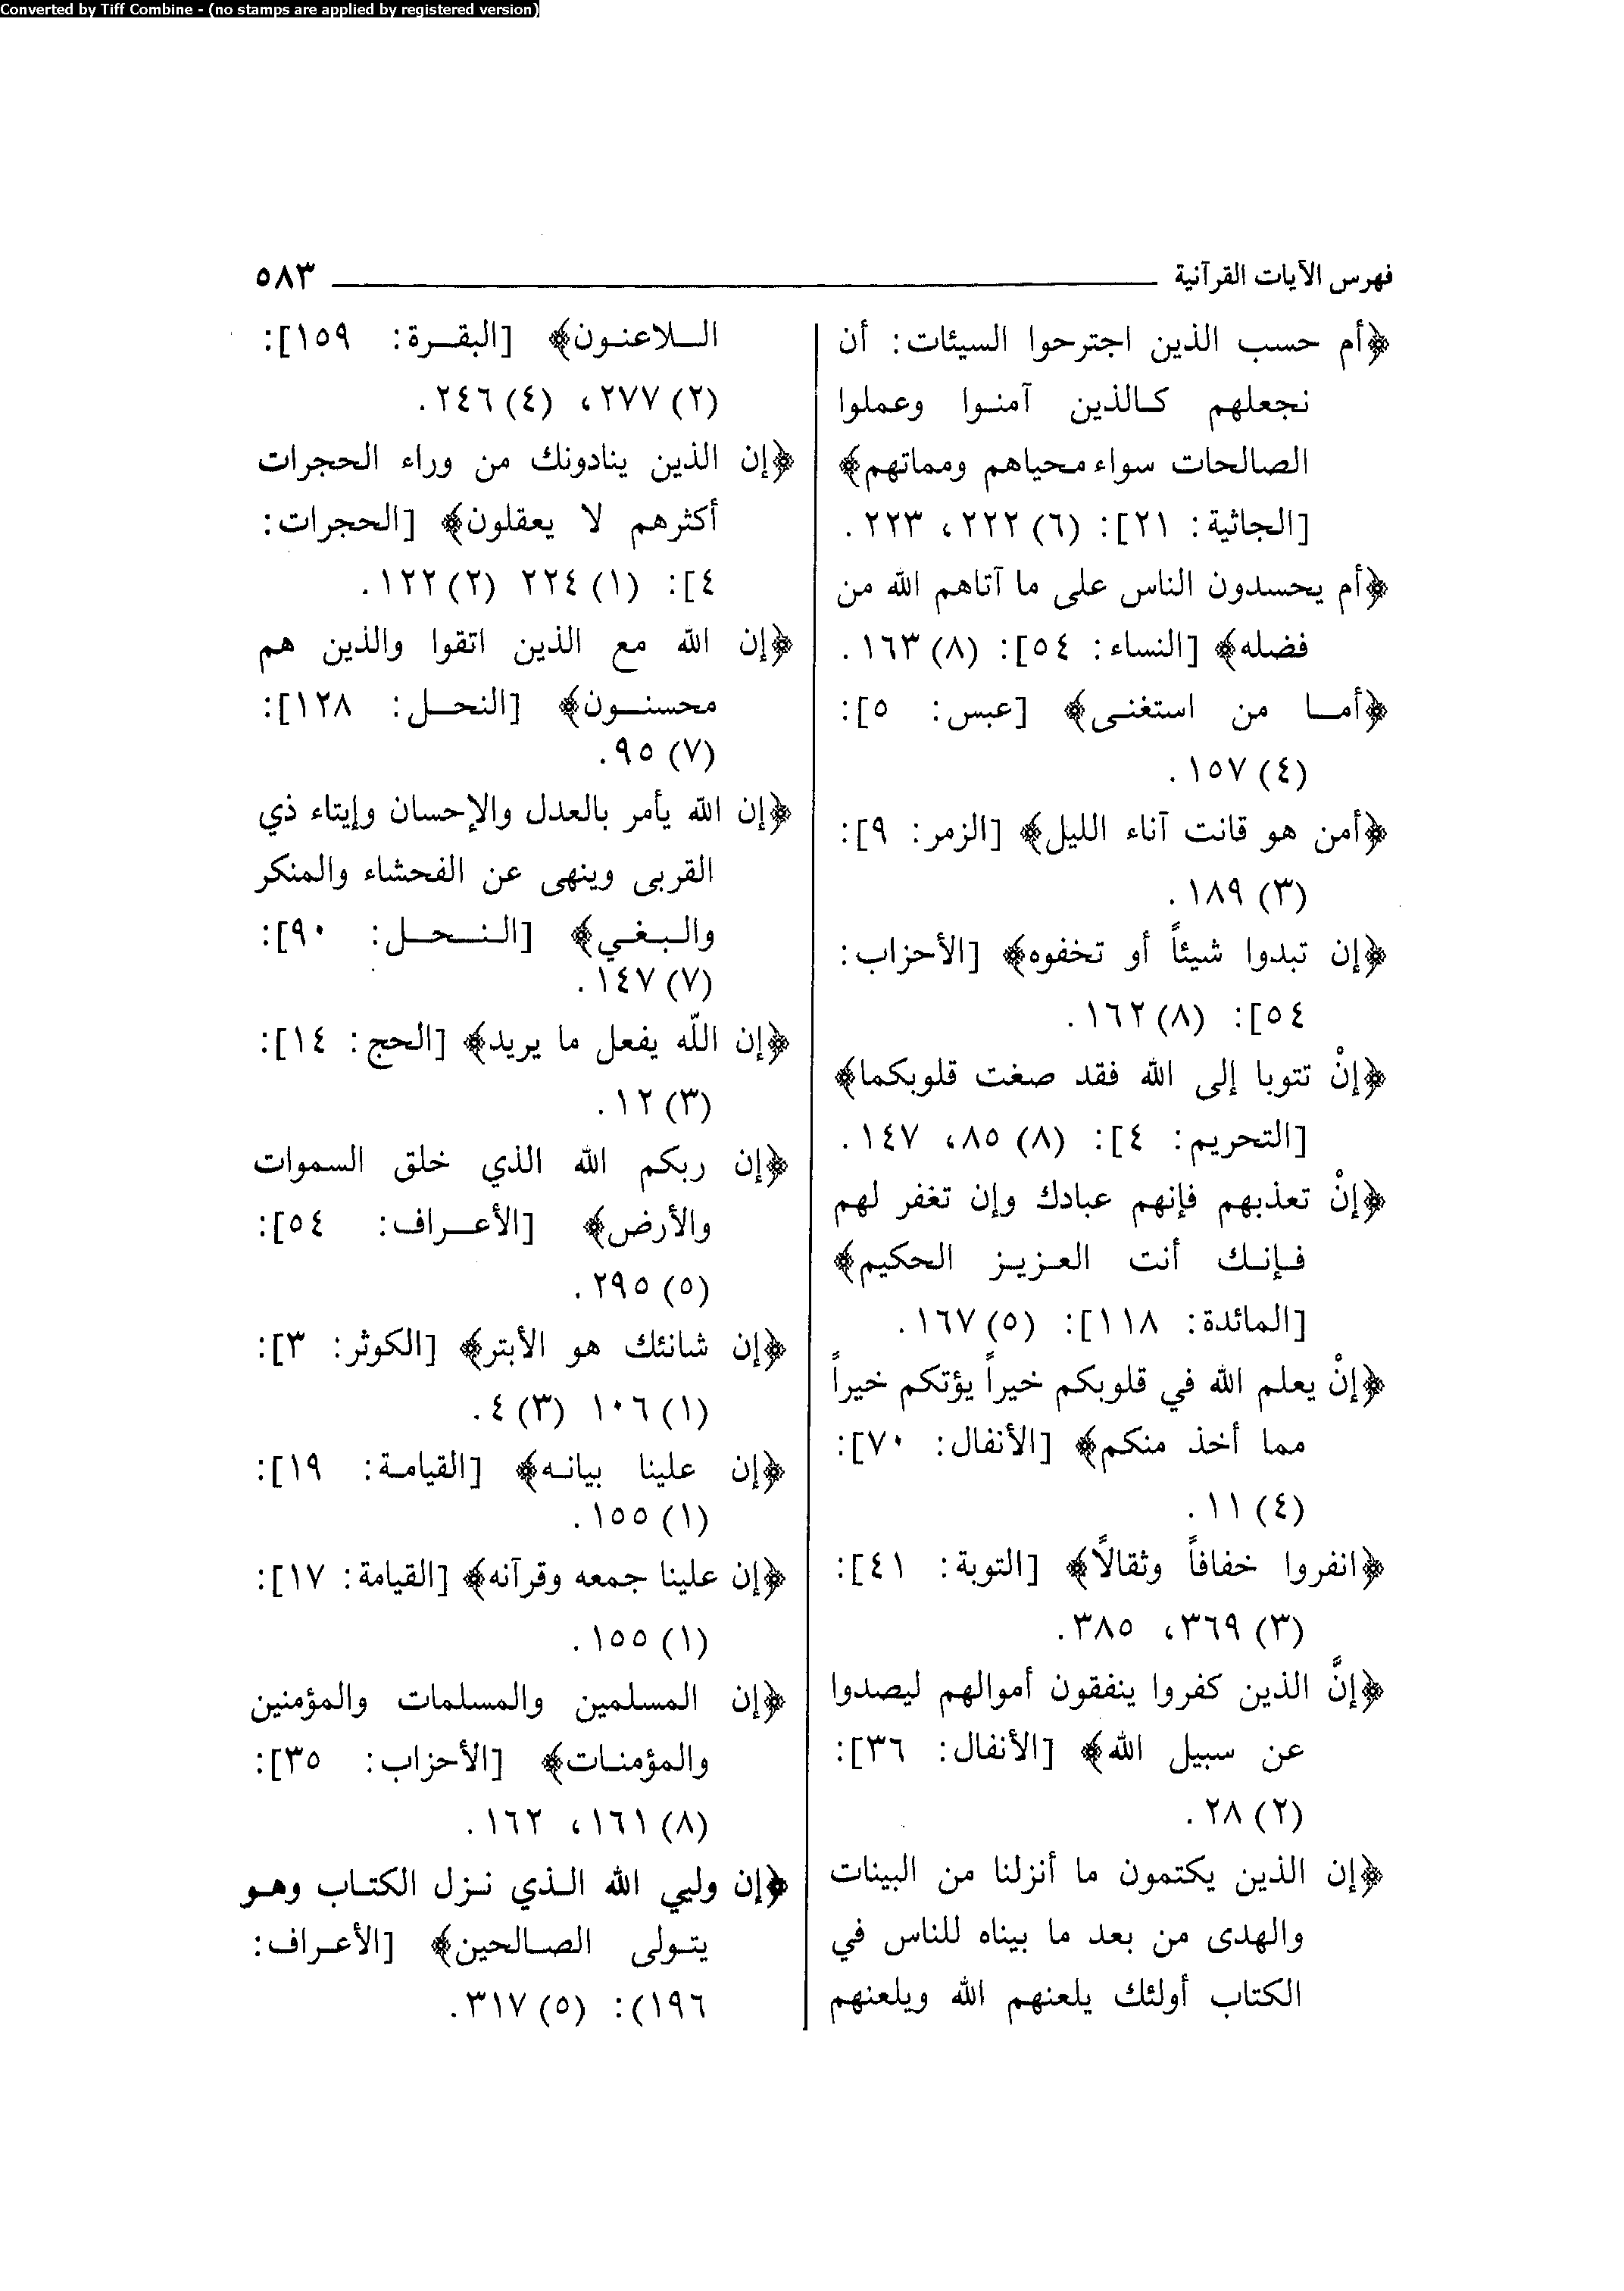 Converted by Tiff Combine - (no stamps are applied by registered version)
فهرس الآيات القرآنية ٥٨٣
﴿أم حسب الذين اجترحوا السيئات: أن
نجعلهم كالذين آمنوا وعملوا
الصالحات سواء محياهم ومماتهم﴾
[الجاثية: ٢١]: (٦) ٢٢٢، ٢٢٣.
﴿أم يحسدون الناس على ما آتاهم الله من
فضله﴾ [النساء: ٥٤]: (٨) ١٦٣.
﴿أما من استغنى﴾ [عبس: ٥]:
(٤) ١٥٧.
﴿أمن هو قانت آناء الليل﴾ [الزمر: ٩]:
(٣) ١٨٩.
﴿إن تبدوا شيئاً أو تخفوه﴾ [الأحزاب:
٥٤]: (٨) ١٦٢.
﴿إنْ تتوبا إلى الله فقد صغت قلوبكما﴾
[التحريم: ٤]: (٨) ٨٥، ١٤٧.
﴿إنْ تعذبهم فإنهم عبادك وإن تغفر لهم
فإنك أنت العزيز الحكيم﴾
[المائدة: ١١٨]: (٥) ١٦٧.
﴿إنْ يعلم الله في قلوبكم خيراً يؤتكم خيراً
مما أخذ منكم﴾ [الأنفال: ٧٠]:
(٤) ١١.
﴿انفروا خفافاً وثقالاً﴾ [التوبة: ٤١]:
(٣) ٣٦٩، ٣٨٥.
﴿إنَّ الذين كفروا ينفقون أموالهم ليصدوا
عن سبيل الله﴾ [الأنفال: ٣٦]:
(٢) ٢٨.
﴿إن الذين يكتمون ما أنزلنا من البينات
والهدى من بعد ما بيناه للناس في
الكتاب أولئك يلعنهم الله ويلعنهم
اللاعنون﴾ [البقرة: ١٥٩]:
(٢) ٢٧٧، (٤) ٢٤٦.
﴿إن الذين ينادونك من وراء الحجرات
أكثرهم لا يعقلون﴾ [الحجرات:
٤]: (١) ٢٢٤ (٢) ١٢٢.
﴿إن الله مع الذين اتقوا والذين هم
محسنون﴾ [النحل: ١٢٨]:
(٧) ٩٥.
﴿إن الله يأمر بالعدل والإحسان وإيتاء ذي
القربى وينهى عن الفحشاء والمنكر
والبغي﴾ [النحل: ٩٠]:
(٧) ١٤٧.
﴿إن اللّه يفعل ما يريد﴾ [الحج: ١٤]:
(٣) ١٢.
﴿إن ربكم الله الذي خلق السموات
والأرض﴾ [الأعراف: ٥٤]:
(٥) ٢٩٥.
﴿إن شانئك هو الأبتر﴾ [الكوثر: ٣]:
(١) ١٠٦ (٣) ٤.
﴿إن علينا بيانه﴾ [القيامة: ١٩]:
(١) ١٥٥.
﴿إن علينا جمعه وقرآنه﴾ [القيامة: ١٧]:
(١) ١٥٥.
﴿إن المسلمين والمسلمات والمؤمنين
والمؤمنات﴾ [الأحزاب: ٣٥]:
(٨) ١٦١، ١٦٢.
﴿إن وليي الله الذي نزل الكتاب وهو
يتولى الصالحين﴾ [الأعراف:
١٩٦): (٥) ٣١٧.